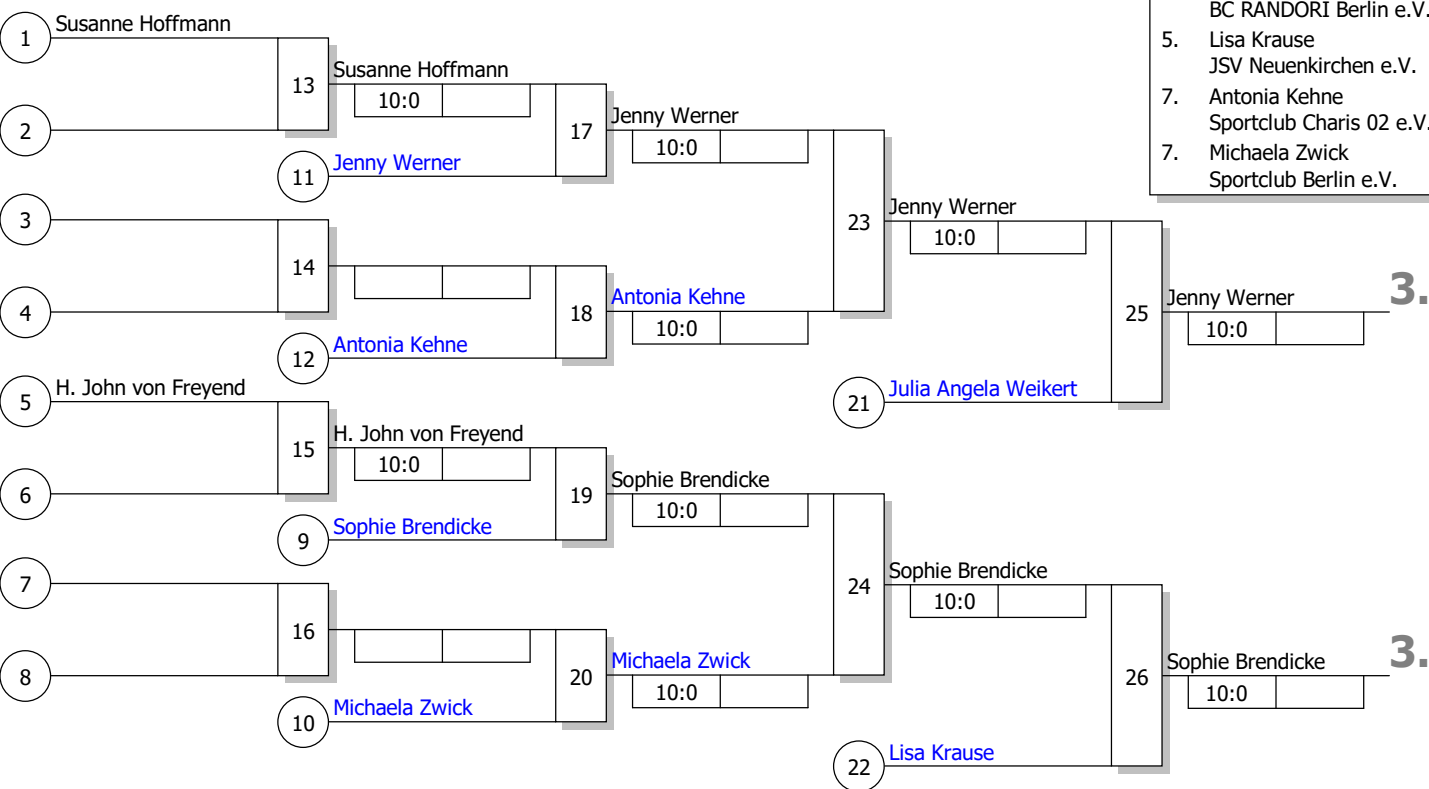 BC RANDORI Berlin e.V.
5. Lisa Krause
JSV Neuenkirchen e.V.
7. Antonia Kehne
Sportclub Charis 02 e.V.
7. Michaela Zwick
Sportclub Berlin e.V.
1 Susanne Hoffmann
13 Susanne Hoffmann
10:0
2
17 Jenny Werner
10:0
11 Jenny Werner
3
23 Jenny Werner
10:0
14
4
18 Antonia Kehne
10:0
12 Antonia Kehne
25 Jenny Werner 3.
10:0
5 H. John von Freyend
21 Julia Angela Weikert
15 H. John von Freyend
10:0
6
19 Sophie Brendicke
10:0
9 Sophie Brendicke
7
24 Sophie Brendicke
10:0
16
8
20 Michaela Zwick
10:0
10 Michaela Zwick
26 Sophie Brendicke 3.
10:0
22 Lisa Krause